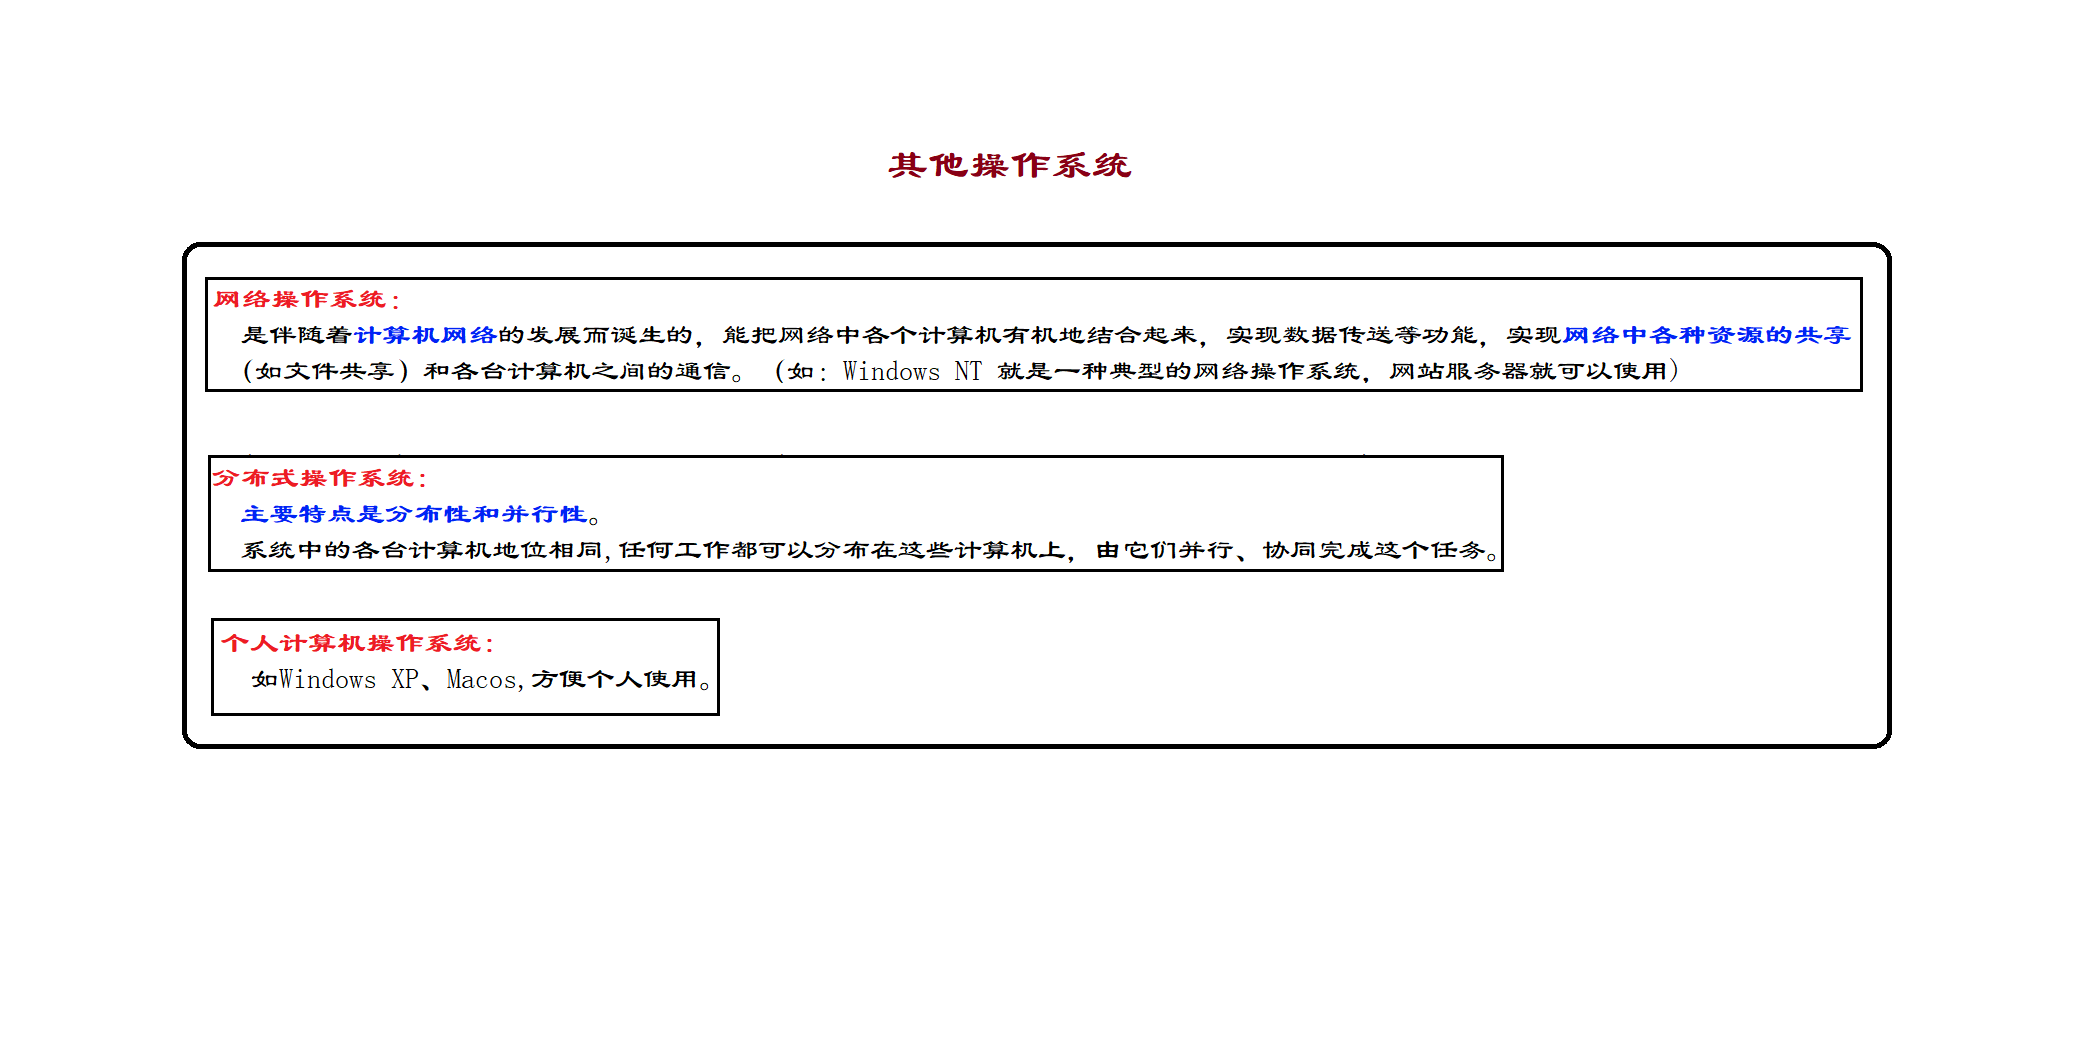 其他操作系统
网络操作系统：
是伴随着计算机网络的发展而诞生的，能把网络中各个计算机有机地结合起来，实现数据传送等功能，实现网络中各种资源的共享
（如文件共享）和各台计算机之间的通信。（如：Windows NT 就是一种典型的网络操作系统，网站服务器就可以使用）
分布式操作系统：
主要特点是分布性和并行性。
系统中的各台计算机地位相同,任何工作都可以分布在这些计算机上，由它们并行、协同完成这个任务。
个人计算机操作系统：
如Windows XP、Macos,方便个人使用。